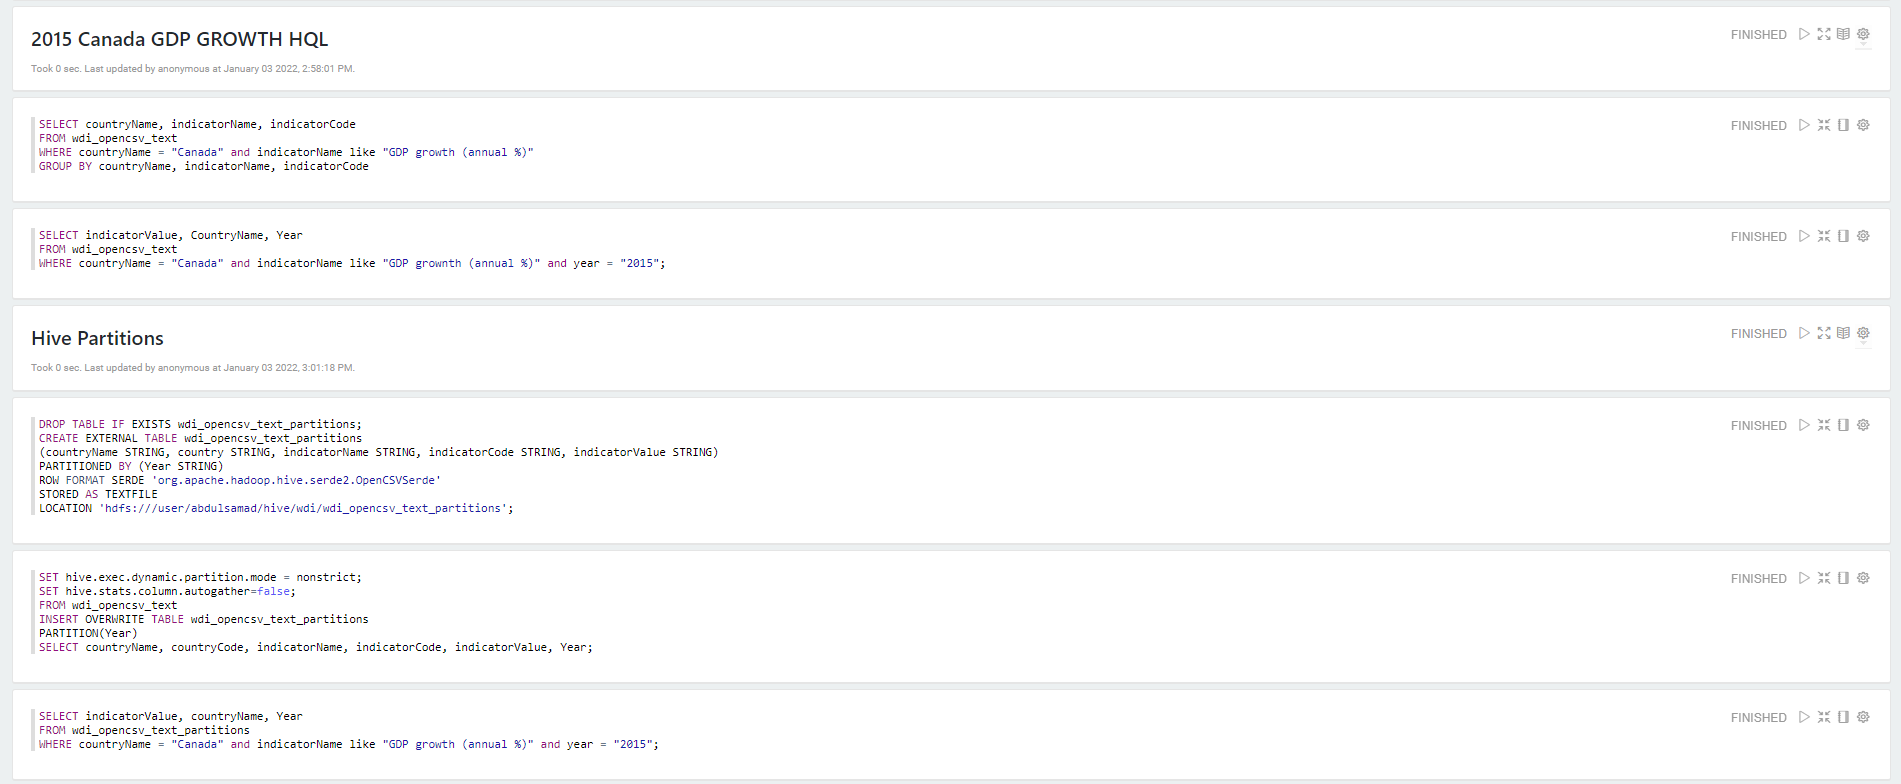 2015 Canada GDP GROWTH HQL
FINISHED
Took 0 sec. Last updated by anonymous at January 03 2022, 2:58:01 PM.
SELECT countryName, indicatorName, indicatorCode
FINISHED
FROM wdi_opencsv_text
WHERE countryName = "Canada" and indicatorName like "GDP growth (annual %)"
GROUP BY countryName, indicatorName, indicatorCode
SELECT indicatorValue, CountryName, Year
FINISHED
FROM wdi_opencsv_text
WHERE countryName = "Canada" and indicatorName like "GDP grownth (annual %)" and year = "2015";
Hive Partitions
FINISHED
Took 0 sec. Last updated by anonymous at January 03 2022, 3:01:18 PM.
DROP TABLE IF EXISTS wdi_opencsv_text_partitions;
FINISHED
CREATE EXTERNAL TABLE wdi_opencsv_text_partitions
(countryName STRING, country STRING, indicatorName STRING, indicatorCode STRING, indicatorValue STRING)
PARTITIONED BY (Year STRING)
ROW FORMAT SERDE 'org.apache.hadoop.hive.serde2.OpenCSVSerde'
STORED AS TEXTFILE
LOCATION 'hdfs:///user/abdulsamad/hive/wdi/wdi_opencsv_text_partitions';
SET hive.exec.dynamic.partition.mode = nonstrict;
FINISHED
SET hive.stats.column.autogather=false;
FROM wdi_opencsv_text
INSERT OVERWRITE TABLE wdi_opencsv_text_partitions
PARTITION(Year)
SELECT countryName, countryCode, indicatorName, indicatorCode, indicatorValue, Year;
SELECT indicatorValue, countryName, Year
FINISHED
FROM wdi_opencsv_text_partitions
WHERE countryName = "Canada" and indicatorName like "GDP growth (annual %)" and year = "2015";